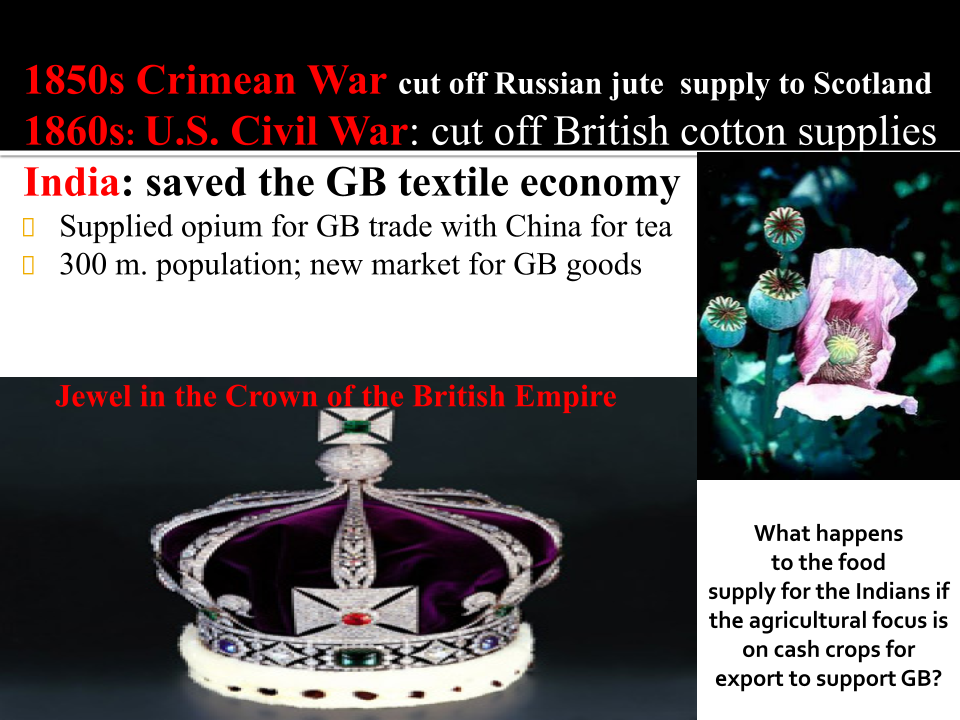 1850s Crimean War cut off Russian jute supply to Scotland
1860s: U.S. Civil War: cut off British cotton supplies
India: saved the GB textile economy
Supplied opium for GB trade with China for tea
300 m. population; new market for GB goods
Jewel in the Crown of the British Empire
What happens
to the food
supply for the Indians if
the agricultural focus is
on cash crops for
export to support GB?